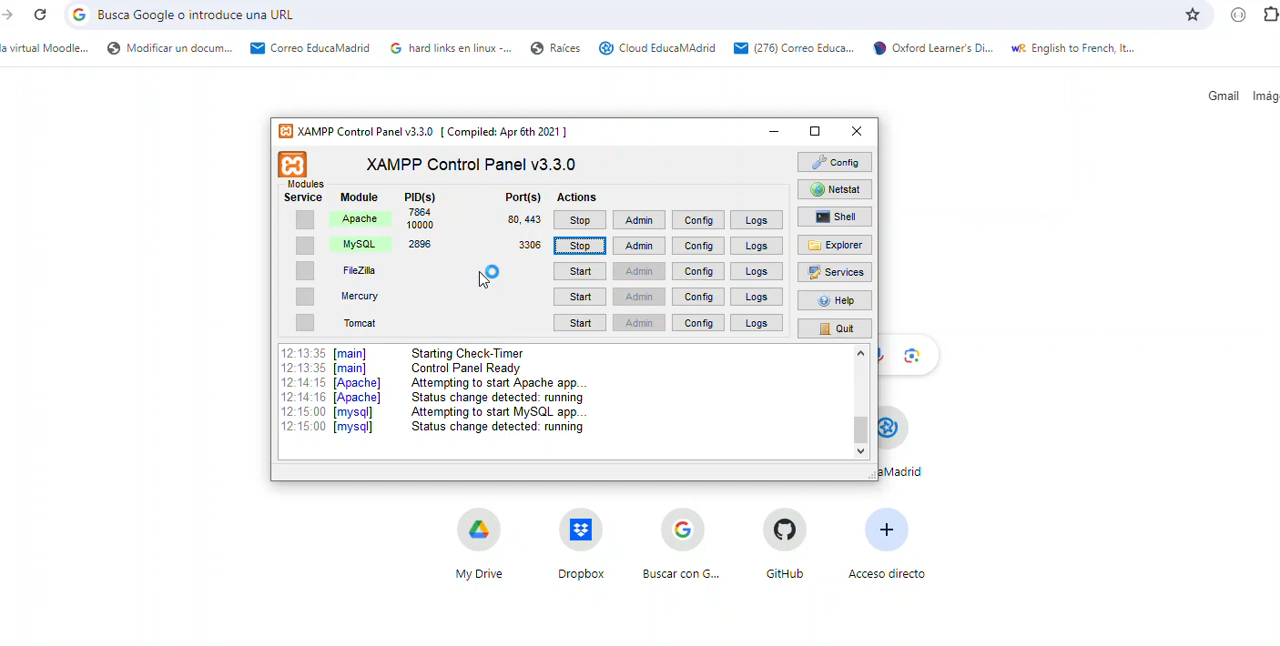 Busca Google o introduce una URL
la virtual Moodle... Modificar un docum... Correo EducaMadrid hard links en linux -... Raíces Cloud EducaMAdrid (276) Correo Educa... Oxford Learner's Di... English to French, It...
Gmail Imág
XAMPP Control Panel v3.3.0 [ Compiled: Apr 6th 2021 ]
XAMPP Control Panel v3.3.0
Config
Modules
Service Module PID(s) Port(s) Actions
Netstat
Apache 7864 10000 80, 443 Stop Admin Config Logs
Shell
MySQL 2896 3306 Stop Admin Config Logs
Explorer
FileZilla Start Admin Config Logs
Services
Mercury Start Admin Config Logs
Help
Tomcat Start Admin Config Logs
Quit
12:13:35 [main] Starting Check-Timer
12:13:35 [main] Control Panel Ready
12:14:15 [Apache] Attempting to start Apache app...
12:14:16 [Apache] Status change detected: running
12:15:00 [mysql] Attempting to start MySQL app...
12:15:00 [mysql] Status change detected: running
aMadrid
My Drive Dropbox Buscar con G... GitHub Acceso directo